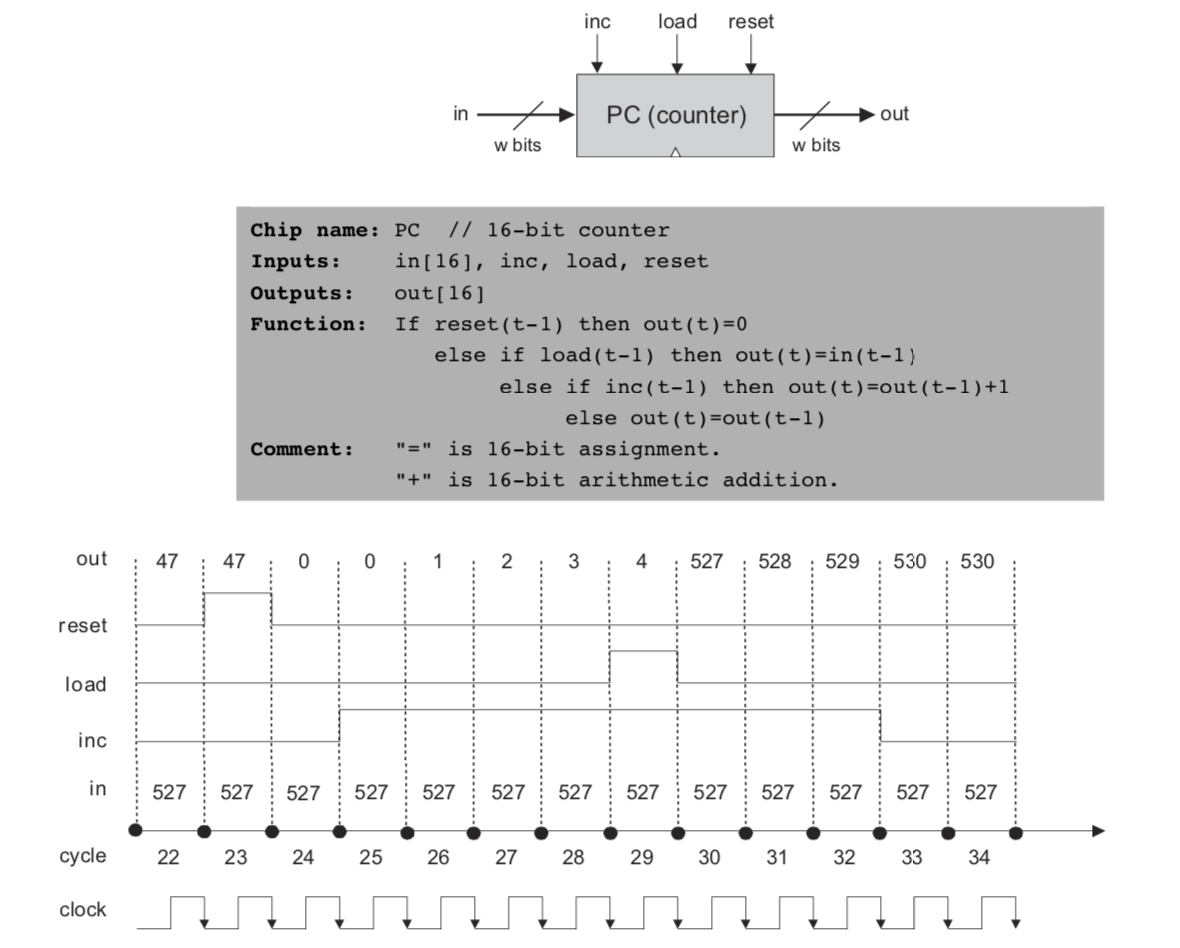 inc load reset
in PC (counter) out
w bits w bits
Chip name: PC // 16-bit counter
Inputs: in[16], inc, load, reset
Outputs: out[16]
Function: If reset(t-1) then out(t)=0
else if load(t-1) then out(t)=in(t-1)
else if inc(t-1) then out(t)=out(t-1)+1
else out(t)=out(t-1)
Comment: "=" is 16-bit assignment.
"+" is 16-bit arithmetic addition.
out 47 47 0 0 1 2 3 4 527 528 529 530 530
reset
load
inc
in 527 527 527 527 527 527 527 527 527 527 527 527 527
cycle 22 23 24 25 26 27 28 29 30 31 32 33 34
clock